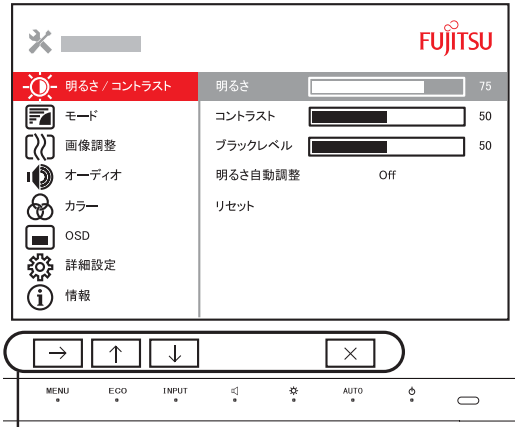 FUJITSU
明るさ / コントラスト
明るさ 75
モード
コントラスト 50
画像調整
ブラックレベル 50
オーディオ
明るさ自動調整 Off
カラー
リセット
OSD
詳細設定
情報
MENU ECO INPUT AUTO